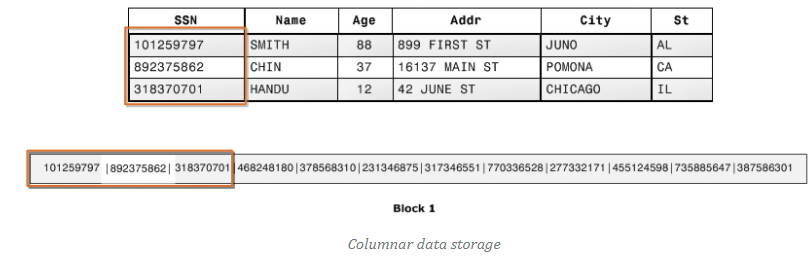 SSN Name Age Addr City St
101259797 SMITH 88 899 FIRST ST JUNO AL
892375862 CHIN 37 16137 MAIN ST POMONA CA
318370701 HANDU 12 42 JUNE ST CHICAGO IL
101259797 |892375862| 318370701|468248180|378568310|231346875|317346551|770336528|277332171|455124598|735885647|387586301
Block 1
Columnar data storage